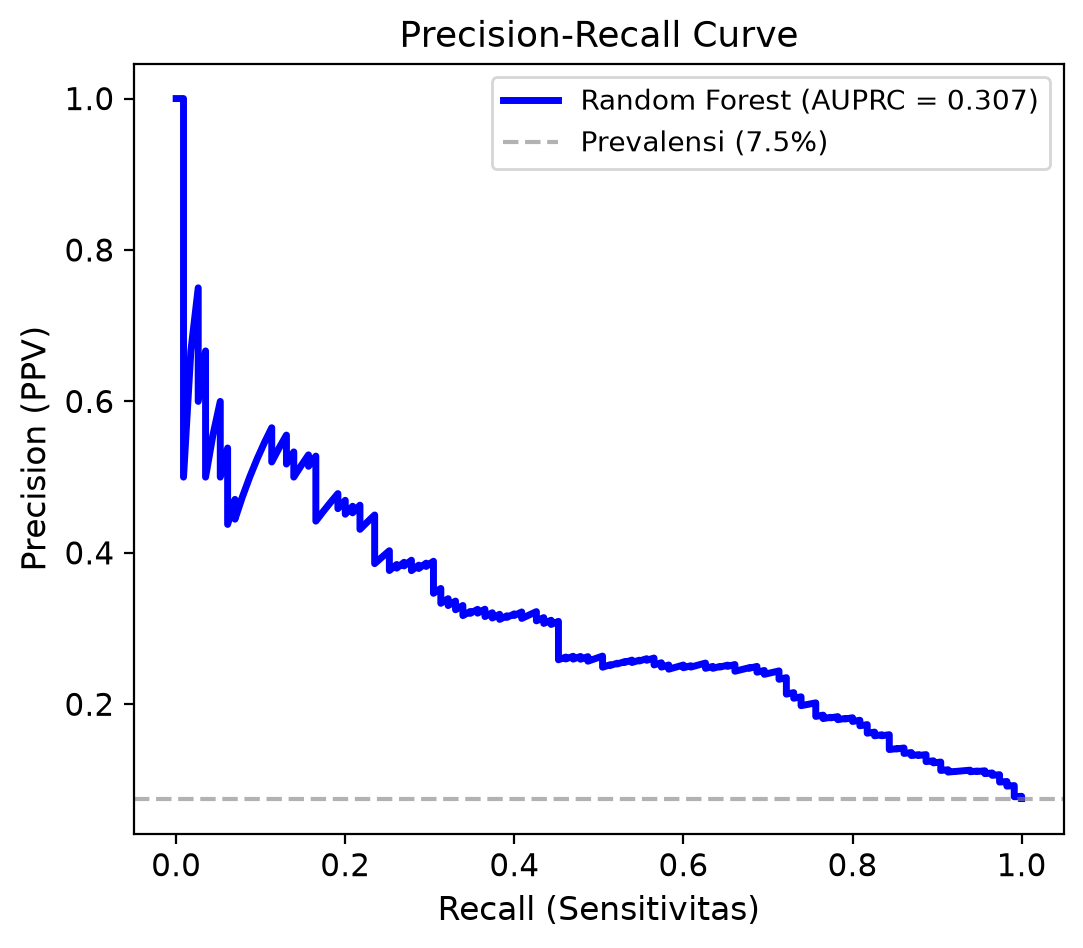 Precision-Recall Curve
Random Forest (AUPRC = 0.307)
Prevalensi (7.5%)
Precision (PPV)
1.0
0.8
0.6
0.4
0.2
0.0 0.2 0.4 0.6 0.8 1.0
Recall (Sensitivitas)